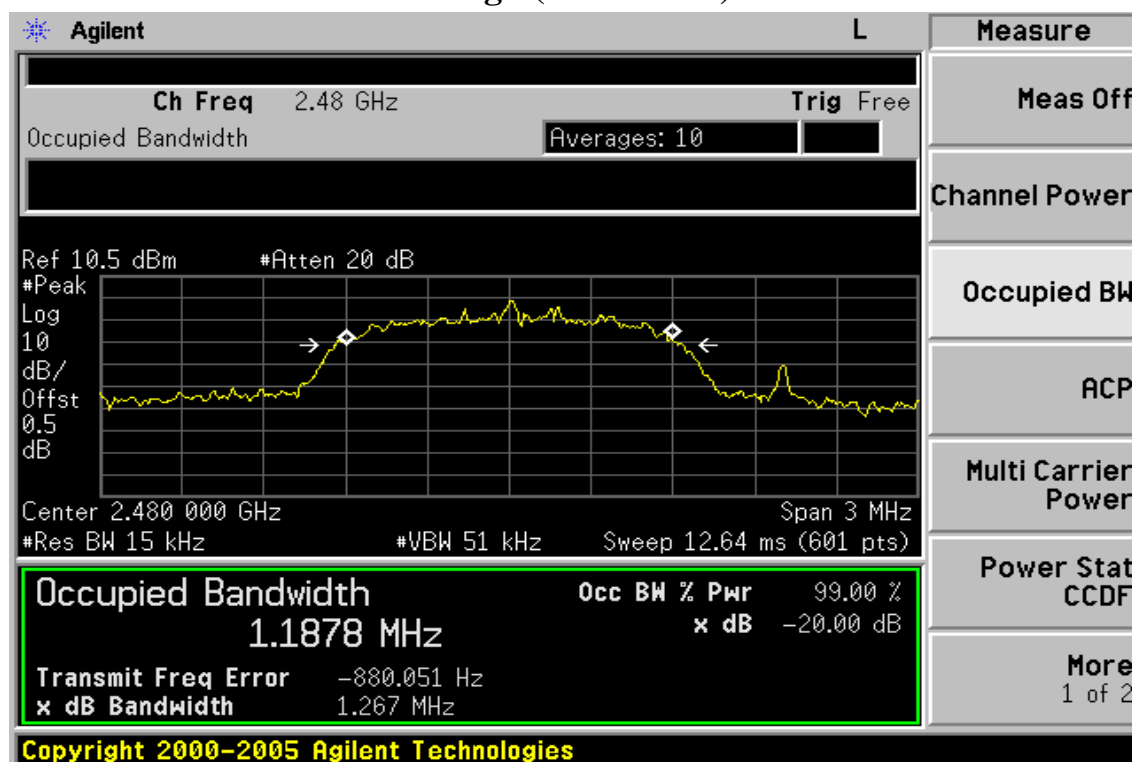 Agilent
L
Measure
Ch Freq 2.48 GHz
Trig Free
Occupied Bandwidth
Averages: 10
Meas Off
Channel Power
Occupied BW
ACP
Multi Carrier
Power
Power Stat
CCDF
More
1 of 2
Ref 10.5 dBm
#Atten 20 dB
#Peak
Log
10
dB/
Offst
0.5
dB
Center 2.480 000 GHz
Span 3 MHz
#Res BW 15 kHz
#VBW 51 kHz
Sweep 12.64 ms (601 pts)
Occupied Bandwidth
1.1878 MHz
Occ BW % Pwr 99.00 %
x dB -20.00 dB
Transmit Freq Error -880.051 Hz
x dB Bandwidth 1.267 MHz
Copyright 2000-2005 Agilent Technologies